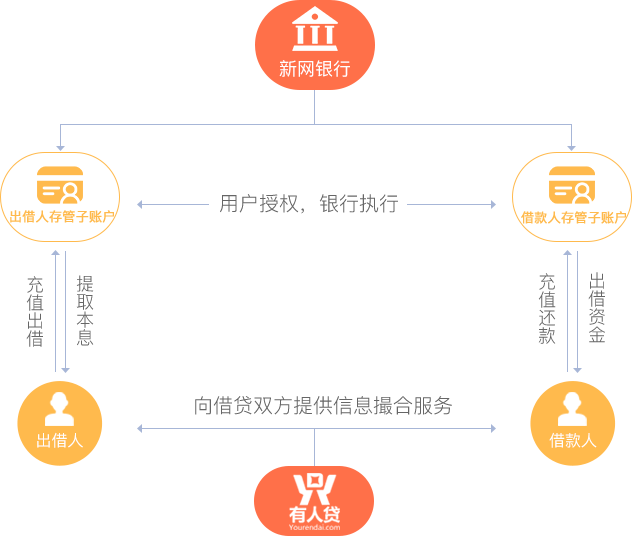 新网银行
出借人存管子账户
用户授权，银行执行
借款人存管子账户
充值出借
提取本息
充值还款
出借资金
出借人
向借贷双方提供信息撮合服务
借款人
有人贷
Yourendai.com